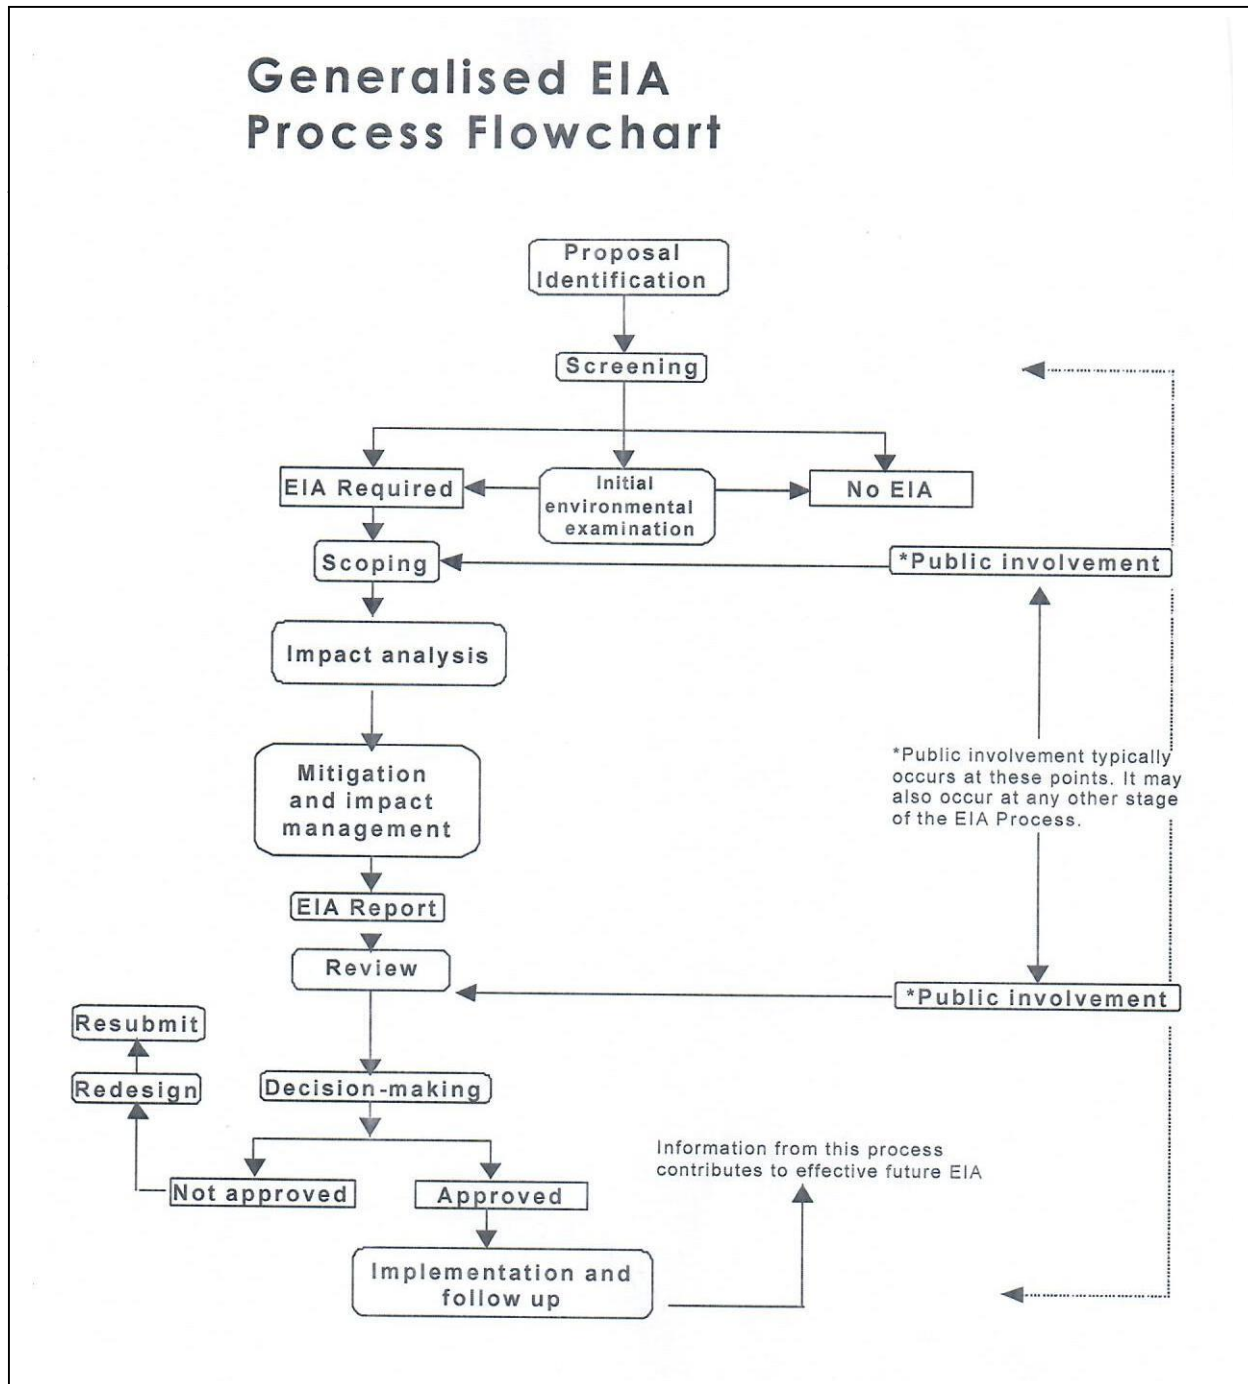 Generalised EIA
Process Flowchart
Proposal
Identification
Screening
EIA Required
Initial
environmental
examination
No EIA
Scoping
*Public involvement
Impact analysis
Mitigation
and impact
management
*Public involvement typically
occurs at these points. It may
also occur at any other stage
of the EIA Process.
EIA Report
Review
*Public involvement
Resubmit
Redesign
Decision-making
Information from this process
contributes to effective future EIA
Not approved
Approved
Implementation and
follow up